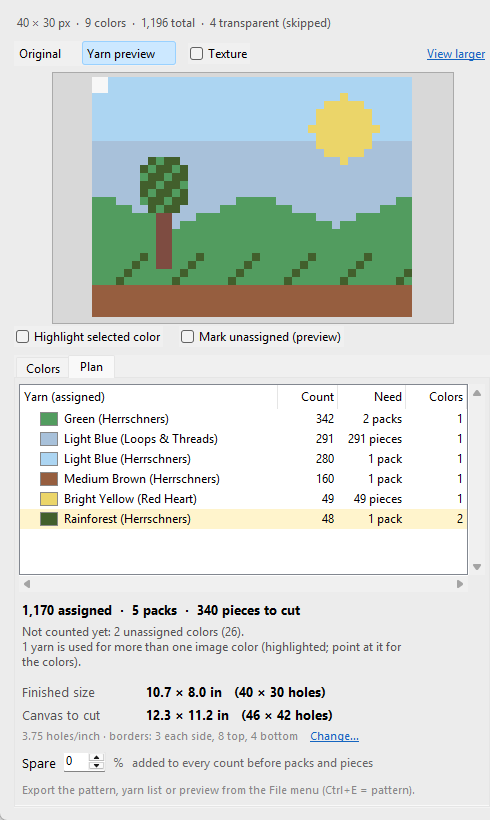 40 × 30 px · 9 colors · 1,196 total · 4 transparent (skipped)
Original Yarn preview Texture View larger
Highlight selected color Mark unassigned (preview)
Colors Plan
Yarn (assigned) Count Need Colors
Green (Herrschners) 342 2 packs 1
Light Blue (Loops & Threads) 291 291 pieces 1
Light Blue (Herrschners) 280 1 pack 1
Medium Brown (Herrschners) 160 1 pack 1
Bright Yellow (Red Heart) 49 49 pieces 1
Rainforest (Herrschners) 48 1 pack 2
1,170 assigned · 5 packs · 340 pieces to cut
Not counted yet: 2 unassigned colors (26).
1 yarn is used for more than one image color (highlighted; point at it for
the colors).
Finished size 10.7 × 8.0 in (40 × 30 holes)
Canvas to cut 12.3 × 11.2 in (46 × 42 holes)
3.75 holes/inch · borders: 3 each side, 8 top, 4 bottom Change...
Spare 0 % added to every count before packs and pieces
Export the pattern, yarn list or preview from the File menu (Ctrl+E = pattern).